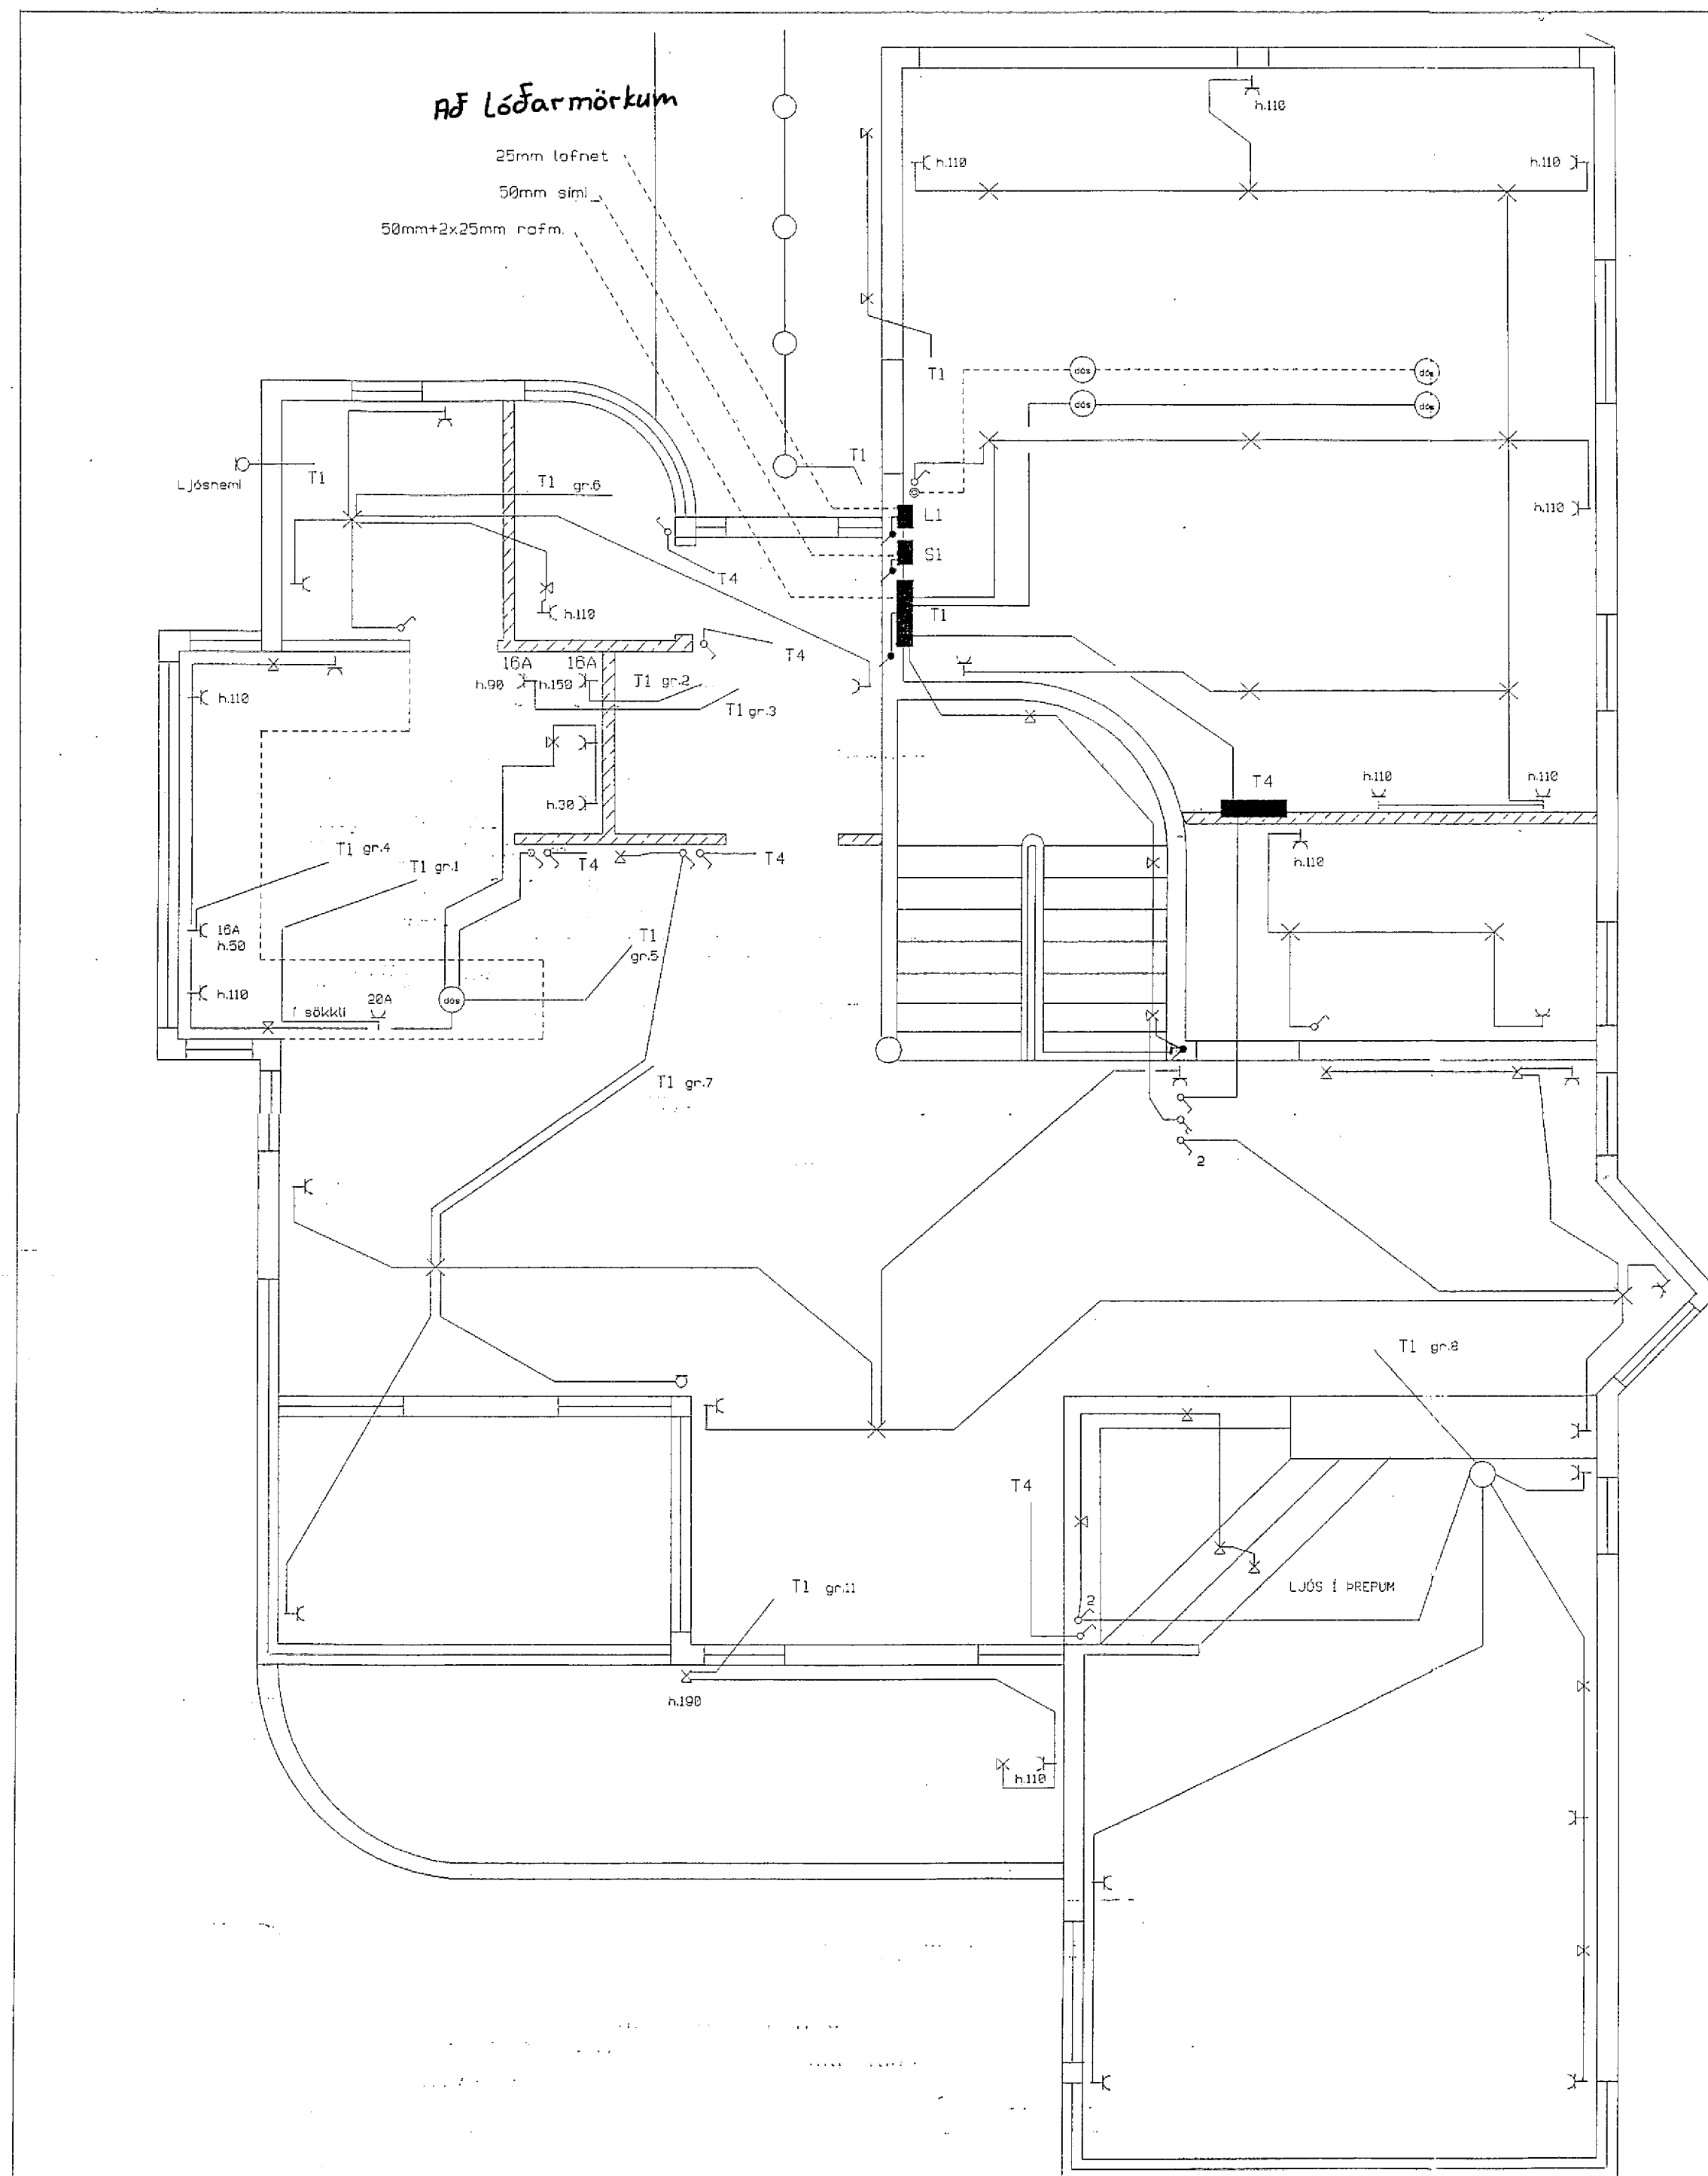 Að Lóðarmörkum
h.110
25mm lofnet
h.110
h.110
50mm sími
50mm+2x25mm rafm.
T1
dós
dós
dós
dós
T1
Ljósnemi
T1
T1 gr.6
h.110
L1
S1
T4
h.110
T1
T4
16A
16A
h.90
h.150
T1 gr.2
h.110
T1 gr.3
h.30
T4
h.110
h.110
T1 gr.4
T4
T4
h.110
T1 gr.1
16A
h.50
T1
gr.5
h.110
20A
dós
í sökkli
T1 gr.7
2
T1 gr.8
T4
T1 gr.11
LJÓS Í ÞREPUM
2
h.190
h.110